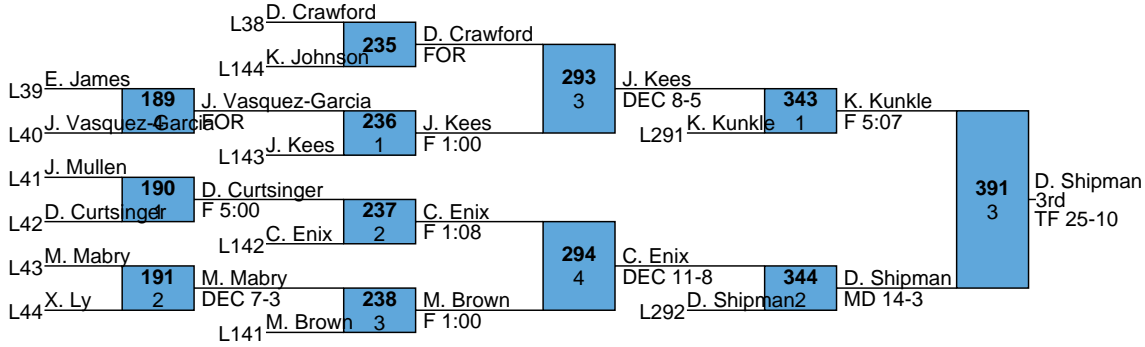 L38 D. Crawford
235
D. Crawford
FOR
L144 K. Johnson
293
3
J. Kees
DEC 8-5
L39 E. James
189
4
J. Vasquez-Garcia
FOR
L40 J. Vasquez-Garcia
236
1
J. Kees
F 1:00
L143 J. Kees
343
1
K. Kunkle
F 5:07
L291 K. Kunkle
L41 J. Mullen
190
1
D. Curtsinger
F 5:00
L42 D. Curtsinger
237
2
C. Enix
F 1:08
L142 C. Enix
391
3
D. Shipman
3rd
TF 25-10
L43 M. Mabry
191
2
M. Mabry
DEC 7-3
L44 X. Ly
238
3
M. Brown
F 1:00
L141 M. Brown
294
4
C. Enix
DEC 11-8
344
2
D. Shipman
MD 14-3
L292 D. Shipman